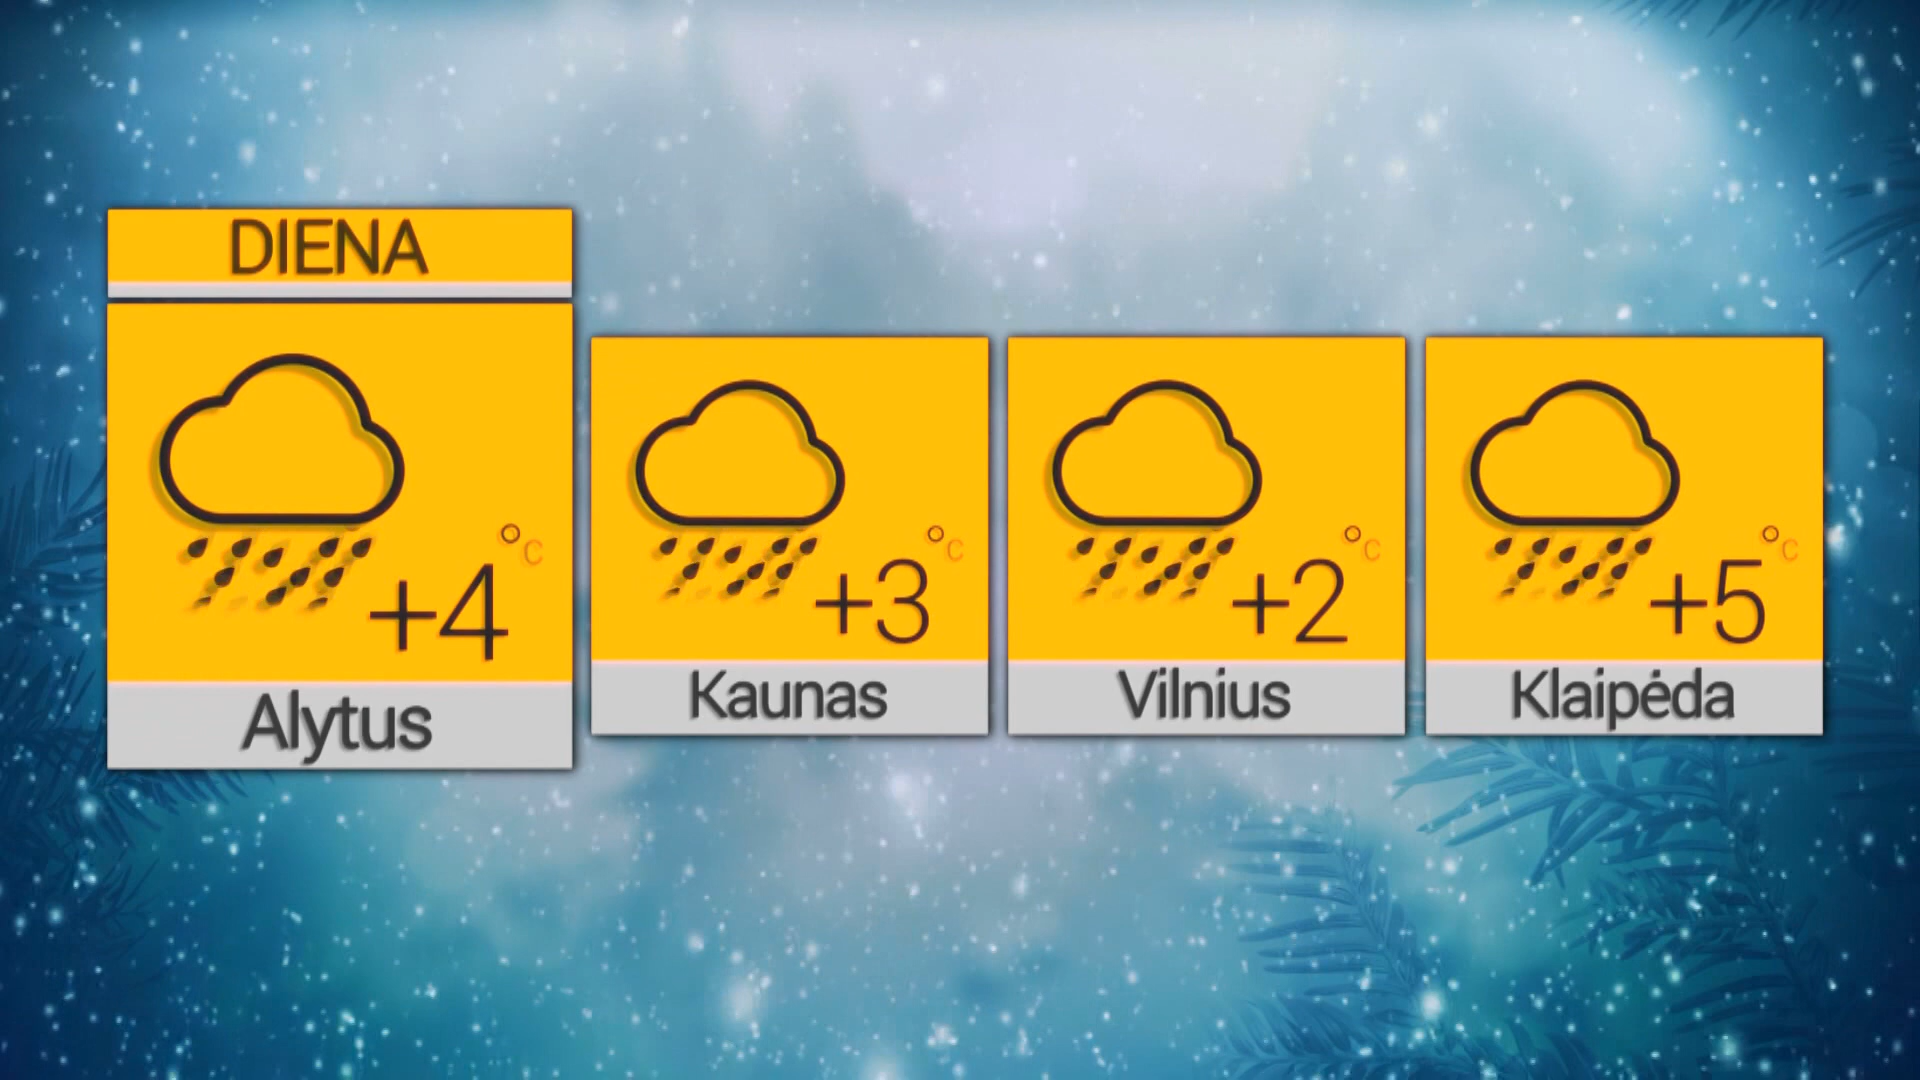 DIENA
+4 °C
Alytus
+3 °C
Kaunas
+2 °C
Vilnius
+5 °C
Klaipėda